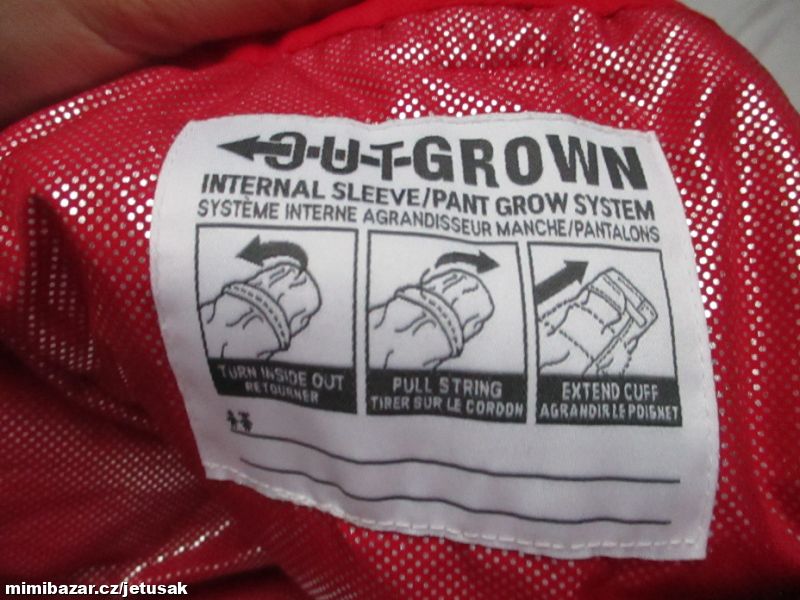 O-U-T-GROWN
INTERNAL SLEEVE/PANT GROW SYSTEM
SYSTÈME INTERNE AGRANDISSEUR MANCHE/PANTALONS
TURN INSIDE OUT
RETOURNER
PULL STRING
TIRER SUR LE CORDON
EXTEND CUFF
AGRANDIR LE POIGNET
mimibazar.cz/jetusak